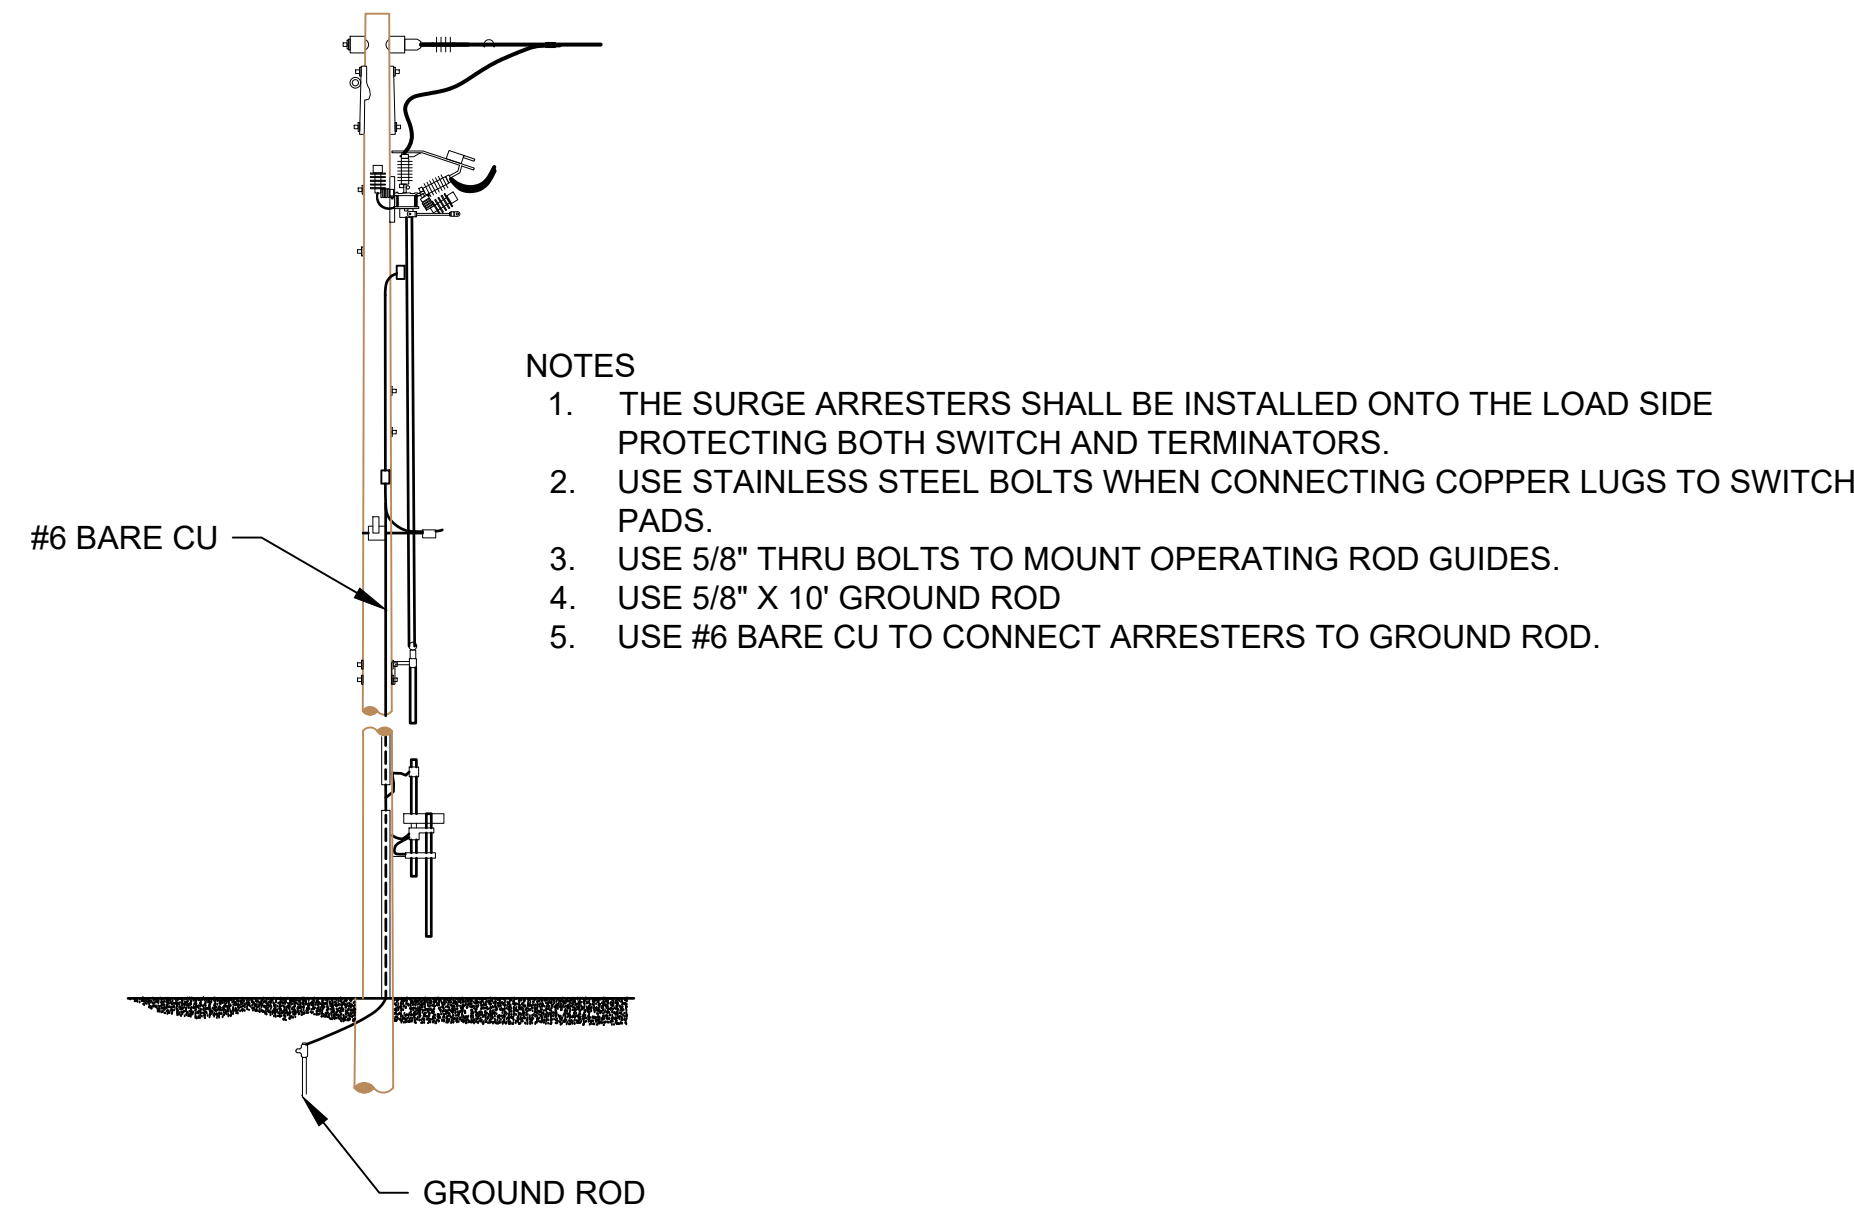 NOTES
1. THE SURGE ARRESTERS SHALL BE INSTALLED ONTO THE LOAD SIDE
PROTECTING BOTH SWITCH AND TERMINATORS.
2. USE STAINLESS STEEL BOLTS WHEN CONNECTING COPPER LUGS TO SWITCH
PADS.
3. USE 5/8" THRU BOLTS TO MOUNT OPERATING ROD GUIDES.
4. USE 5/8" X 10' GROUND ROD
5. USE #6 BARE CU TO CONNECT ARRESTERS TO GROUND ROD.
#6 BARE CU
GROUND ROD